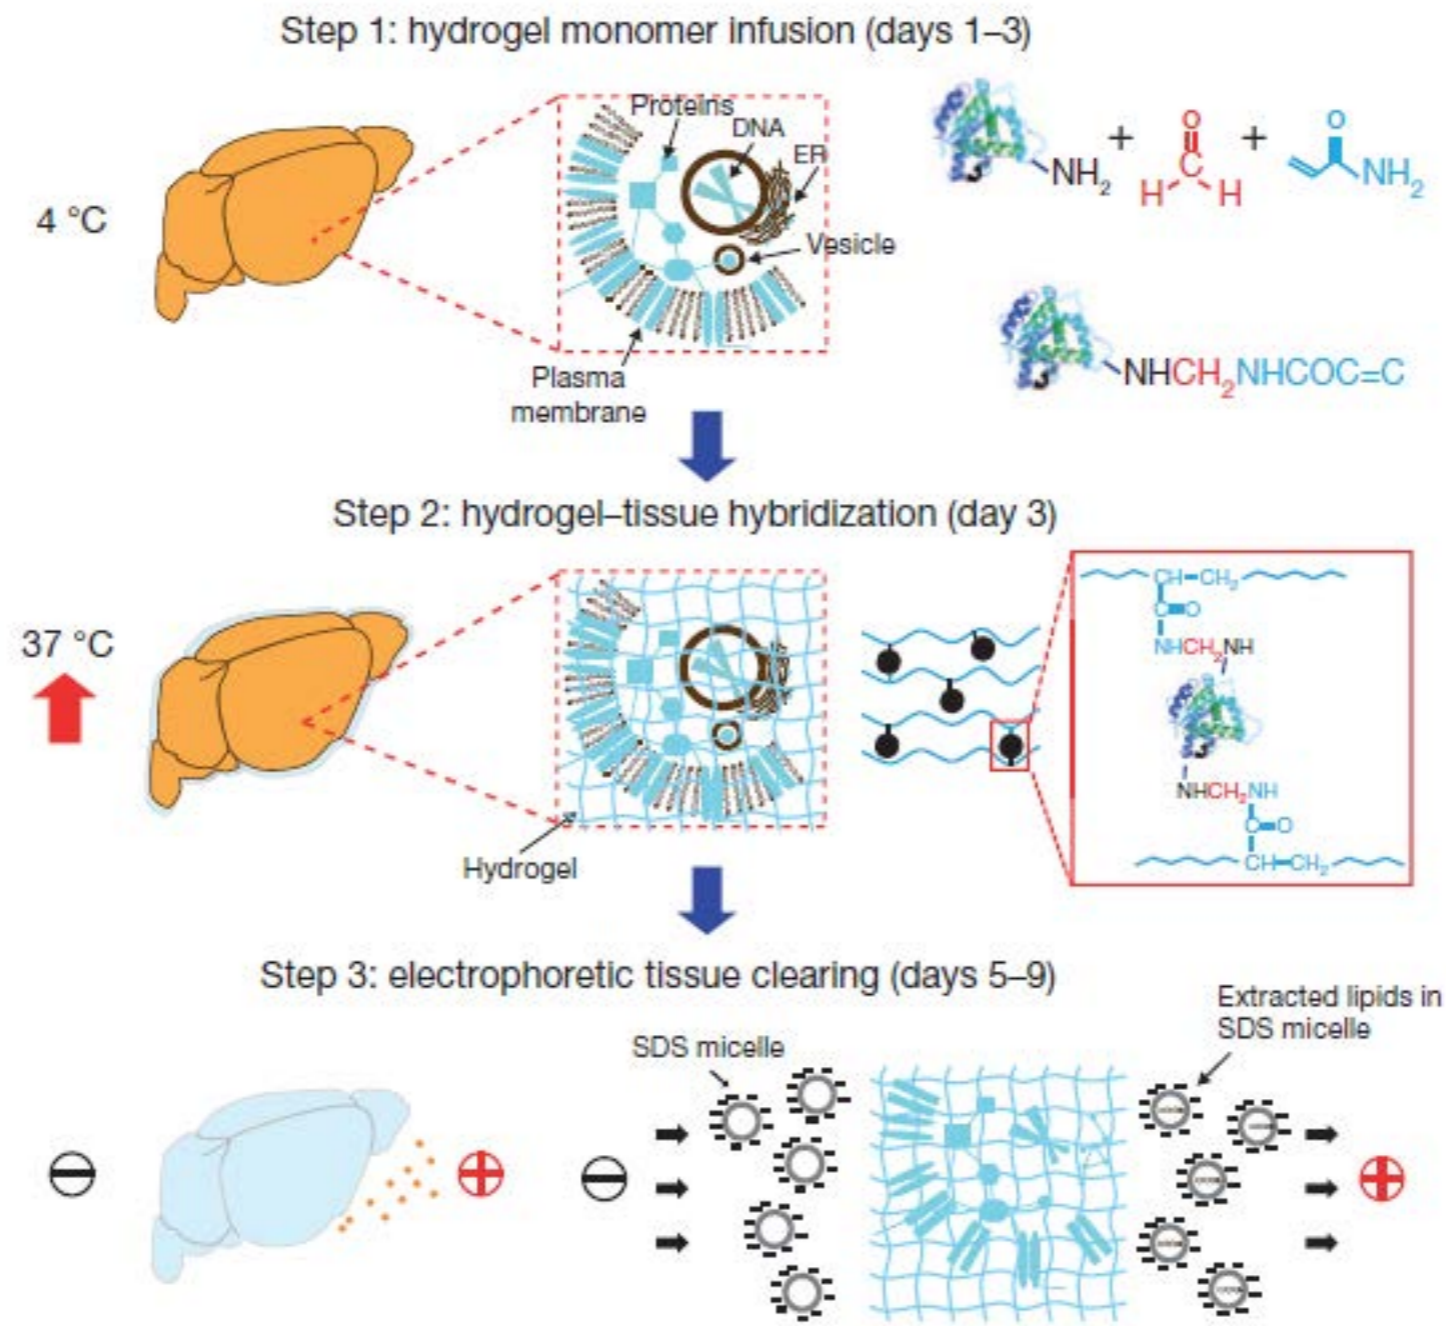 Step 1: hydrogel monomer infusion (days 1–3)
4 °C
Proteins
DNA
ER
Vesicle
Plasma
membrane
NH2 + H C O H + O NH2
NHCH2NHCOC=C
Step 2: hydrogel–tissue hybridization (day 3)
37 °C
Hydrogel
CH–CH2
C=O
NHCH2NH
NHCH2NH
C=O
CH–CH2
Step 3: electrophoretic tissue clearing (days 5–9)
SDS micelle
Extracted lipids in
SDS micelle